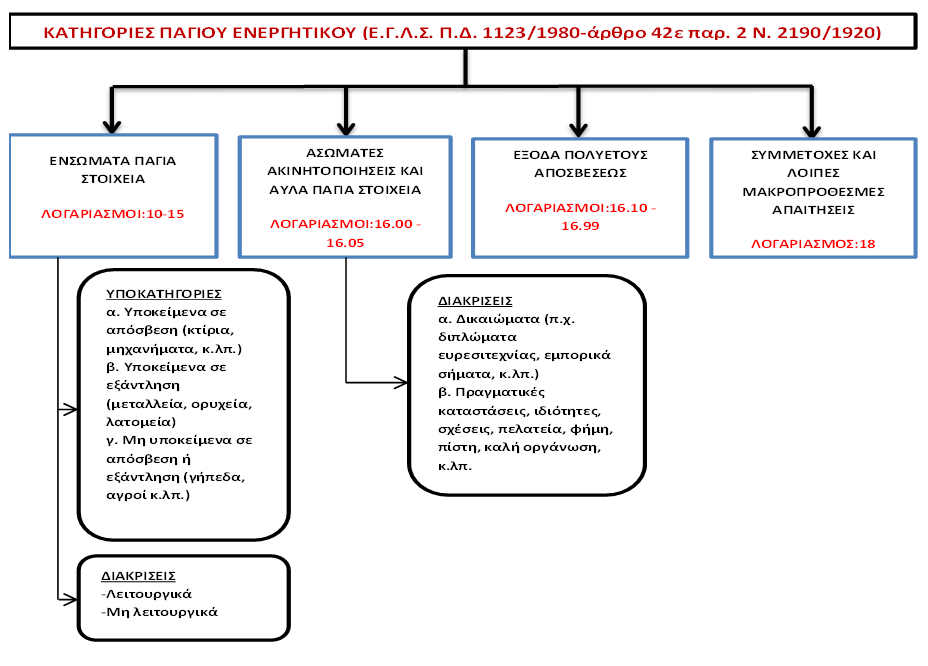 ΚΑΤΗΓΟΡΙΕΣ ΠΑΓΙΟΥ ΕΝΕΡΓΗΤΙΚΟΥ (Ε.Γ.Λ.Σ. Π.Δ. 1123/1980-άρθρο 42ε παρ. 2 Ν. 2190/1920)
ΕΝΣΩΜΑΤΑ ΠΑΓΙΑ
ΣΤΟΙΧΕΙΑ
ΛΟΓΑΡΙΑΣΜΟΙ:10-15
ΑΣΩΜΑΤΕΣ
ΑΚΙΝΗΤΟΠΟΙΗΣΕΙΣ ΚΑΙ
ΑΥΛΑ ΠΑΓΙΑ ΣΤΟΙΧΕΙΑ
ΛΟΓΑΡΙΑΣΜΟΙ:16.00 -
16.05
ΕΞΟΔΑ ΠΟΛΥΕΤΟΥΣ
ΑΠΟΣΒΕΣΕΩΣ
ΛΟΓΑΡΙΑΣΜΟΙ:16.10 -
16.99
ΣΥΜΜΕΤΟΧΕΣ ΚΑΙ
ΛΟΙΠΕΣ
ΜΑΚΡΟΠΡΟΘΕΣΜΕΣ
ΑΠΑΙΤΗΣΕΙΣ
ΛΟΓΑΡΙΑΣΜΟΣ:18
ΥΠΟΚΑΤΗΓΟΡΙΕΣ
α. Υποκείμενα σε
απόσβεση (κτίρια,
μηχανήματα, κ.λπ.)
β. Υποκείμενα σε
εξάντληση
(μεταλλεία, ορυχεία,
λατομεία)
γ. Μη υποκείμενα σε
απόσβεση ή
εξάντληση (γήπεδα,
αγροί κ.λπ.)
ΔΙΑΚΡΙΣΕΙΣ
α. Δικαιώματα (π.χ.
διπλώματα
ευρεσιτεχνίας, εμπορικά
σήματα, κ.λπ.)
β. Πραγματικές
καταστάσεις, ιδιότητες,
σχέσεις, πελατεία, φήμη,
πίστη, καλή οργάνωση,
κ.λπ.
ΔΙΑΚΡΙΣΕΙΣ
-Λειτουργικά
-Μη λειτουργικά